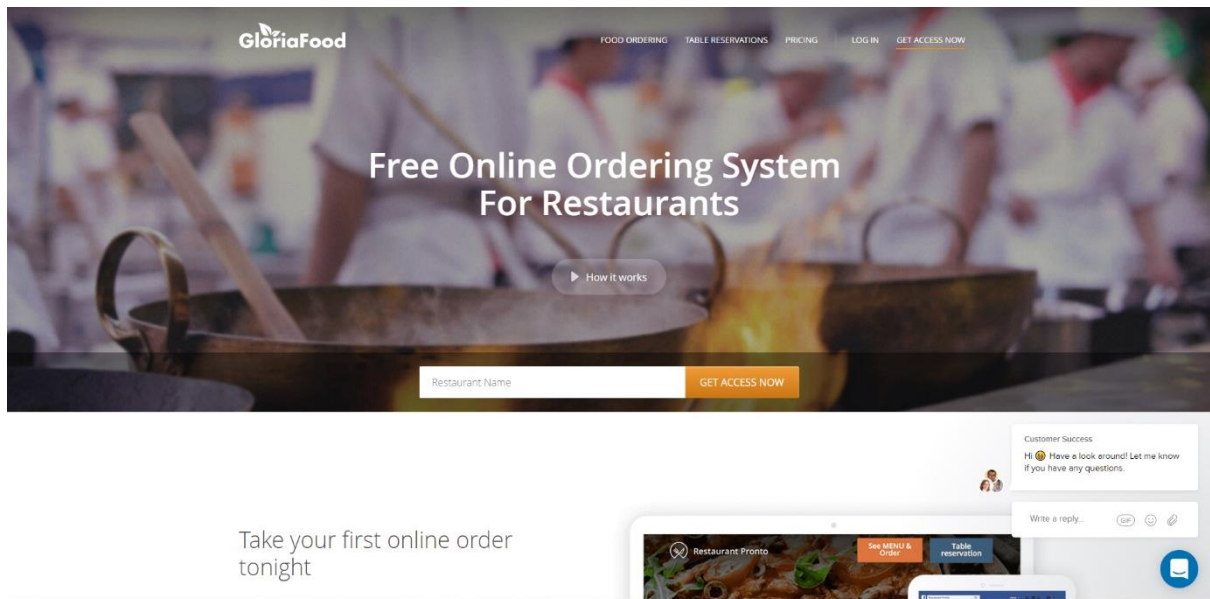 GloriaFood
FOOD ORDERING TABLE RESERVATIONS PRICING LOG IN GET ACCESS NOW
Free Online Ordering System
For Restaurants
How it works
Restaurant Name GET ACCESS NOW
Customer Success
Hi 😀 Have a look around! Let me know
if you have any questions.
Write a reply... GIF
Take your first online order
tonight
Restaurant Pronto
See MENU &
Order
Table
reservation